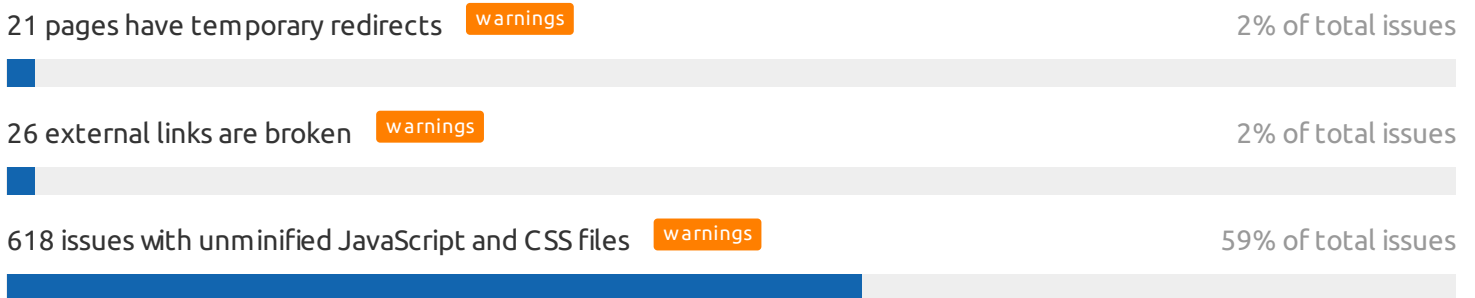 21 pages have temporary redirects warnings 2% of total issues
26 external links are broken warnings 2% of total issues
618 issues with unminified JavaScript and CSS files warnings 59% of total issues